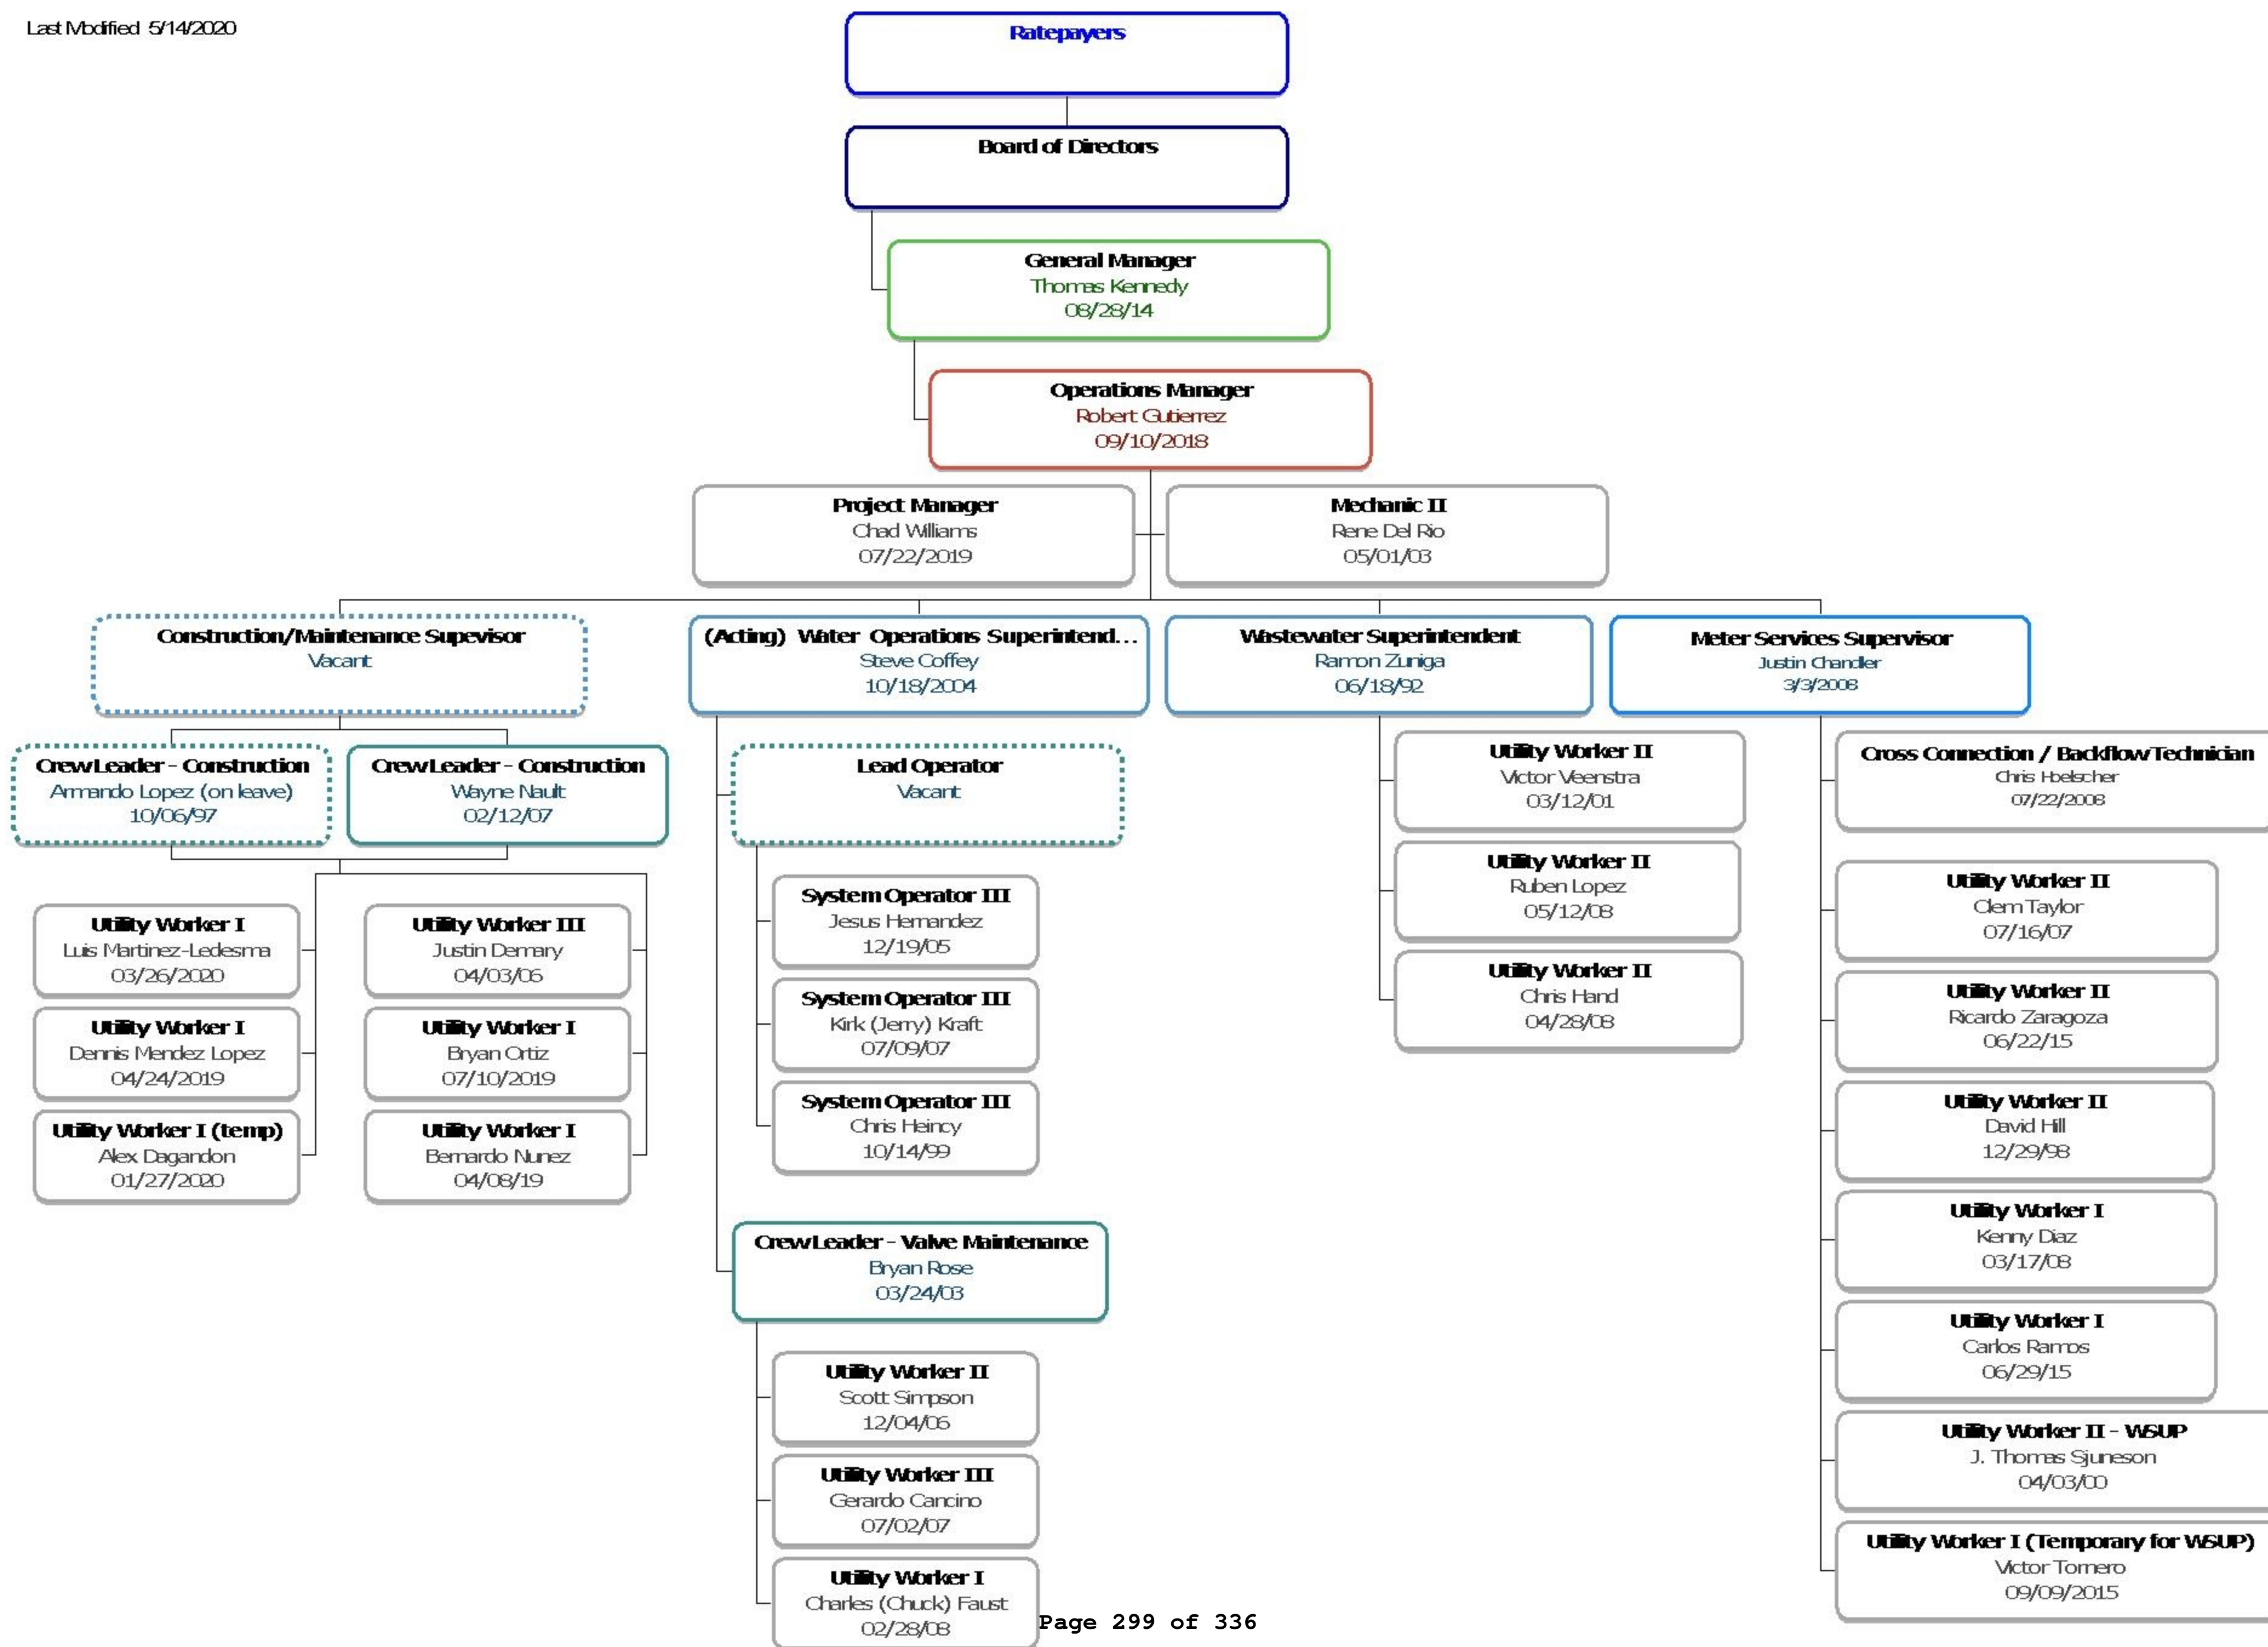 Last Modified 5/14/2020
Ratepayers
Board of Directors
General Manager
Thomas Kennedy
08/28/14
Operations Manager
Robert Gutierrez
09/10/2018
Project Manager
Chad Williams
07/22/2019
Mechanic II
Rene Del Rio
05/01/03
Construction/Maintenance Supevisor
Vacant
(Acting) Water Operations Superintend...
Steve Coffey
10/18/2004
Wastewater Superintendent
Ramon Zuniga
06/18/92
Meter Services Supervisor
Justin Chandler
3/3/2008
Crew Leader - Construction
Armando Lopez (on leave)
10/06/97
Crew Leader - Construction
Wayne Nault
02/12/07
Utility Worker I
Luis Martinez-Ledesma
03/26/2020
Utility Worker I
Dennis Mendez Lopez
04/24/2019
Utility Worker I (temp)
Alex Dagandon
01/27/2020
Utility Worker III
Justin Demary
04/03/06
Utility Worker I
Bryan Ortiz
07/10/2019
Utility Worker I
Bernardo Nunez
04/08/19
Lead Operator
Vacant
System Operator III
Jesus Hernandez
12/19/05
System Operator III
Kirk (Jerry) Kraft
07/09/07
System Operator III
Chris Heincy
10/14/99
Crew Leader - Valve Maintenance
Bryan Rose
03/24/03
Utility Worker II
Scott Simpson
12/04/06
Utility Worker III
Gerardo Cancino
07/02/07
Utility Worker I
Charles (Chuck) Faust
02/28/08
Utility Worker II
Victor Veenstra
03/12/01
Utility Worker II
Ruben Lopez
05/12/08
Utility Worker II
Chris Hand
04/28/08
Cross Connection / Backflow Technician
Chris Hoelscher
07/22/2008
Utility Worker II
Clem Taylor
07/16/07
Utility Worker II
Ricardo Zaragoza
06/22/15
Utility Worker II
David Hill
12/29/98
Utility Worker I
Kenny Diaz
03/17/08
Utility Worker I
Carlos Ramos
06/29/15
Utility Worker II - WSUP
J. Thomas Sjuneson
04/03/00
Utility Worker I (Temporary for WSUP)
Victor Tornero
09/09/2015
Page 299 of 336